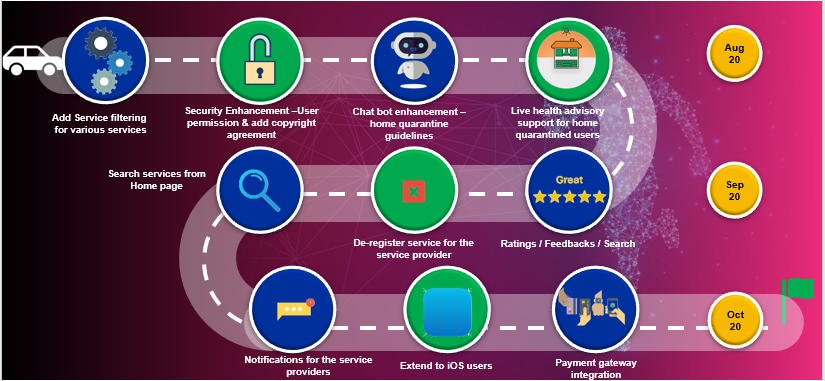 Aug
20
Add Service filtering
for various services
Security Enhancement –User
permission & add copyright
agreement
Chat bot enhancement –
home quarantine
guidelines
Live health advisory
support for home
quarantined users
Search services from
Home page
De-register service for the
service provider
Great
Ratings / Feedbacks / Search
Sep
20
Notifications for the service
providers
Extend to iOS users
Payment gateway
integration
Oct
20